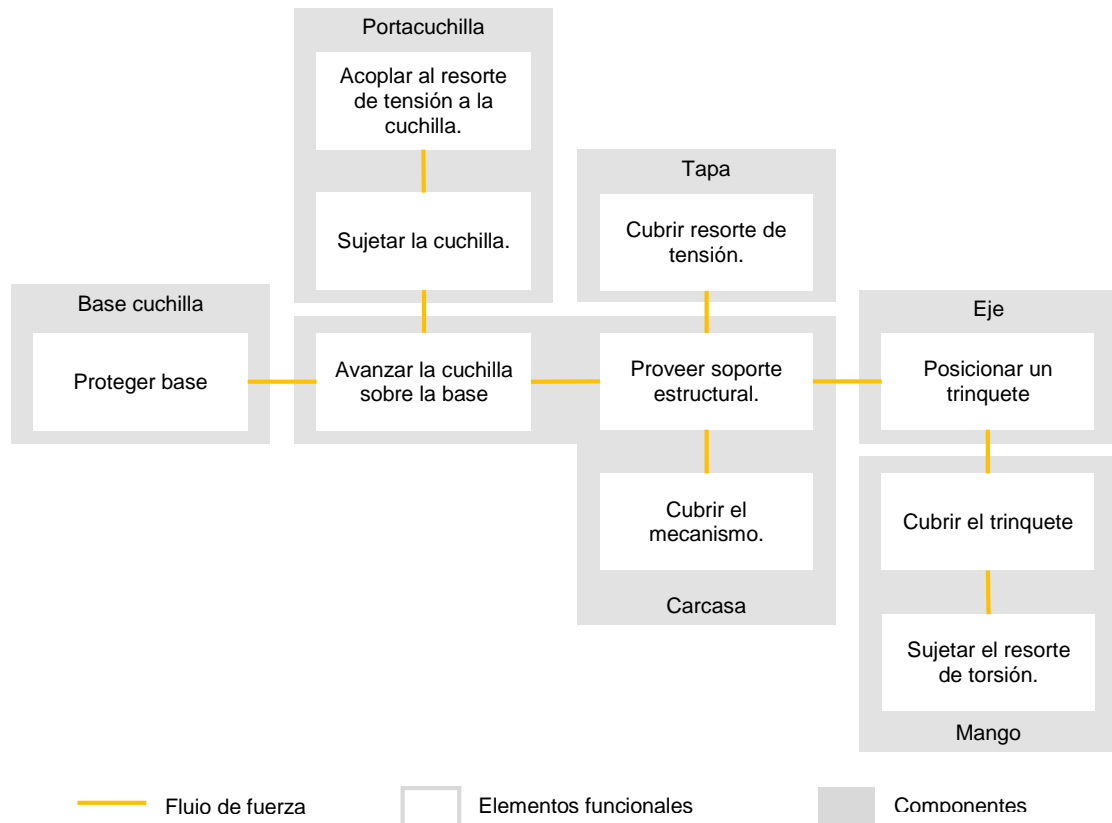 Portacuchilla
Acoplar al resorte
de tensión a la
cuchilla.
Sujetar la cuchilla.
Tapa
Cubrir resorte de
tensión.
Base cuchilla
Proteger base
Avanzar la cuchilla
sobre la base
Proveer soporte
estructural.
Eje
Posicionar un
trinquete
Cubrir el
mecanismo.
Carcasa
Cubrir el trinquete
Sujetar el resorte
de torsión.
Mango
Flujo de fuerza
Elementos funcionales
Componentes